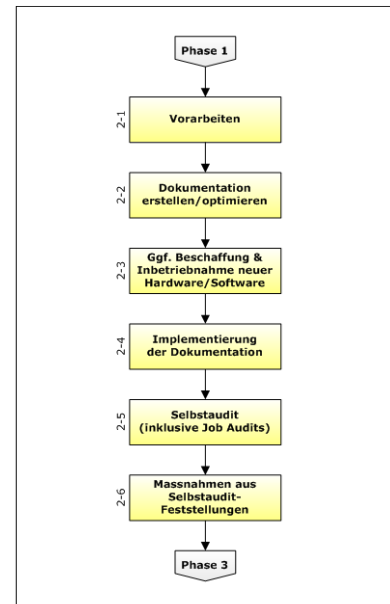 Phase 1
2-1
Vorarbeiten
2-2
Dokumentation
erstellen/optimieren
2-3
Ggf. Beschaffung &
Inbetriebnahme neuer
Hardware/Software
2-4
Implementierung
der Dokumentation
2-5
Selbstaudit
(inklusive Job Audits)
2-6
Massnahmen aus
Selbstaudit-
Feststellungen
Phase 3